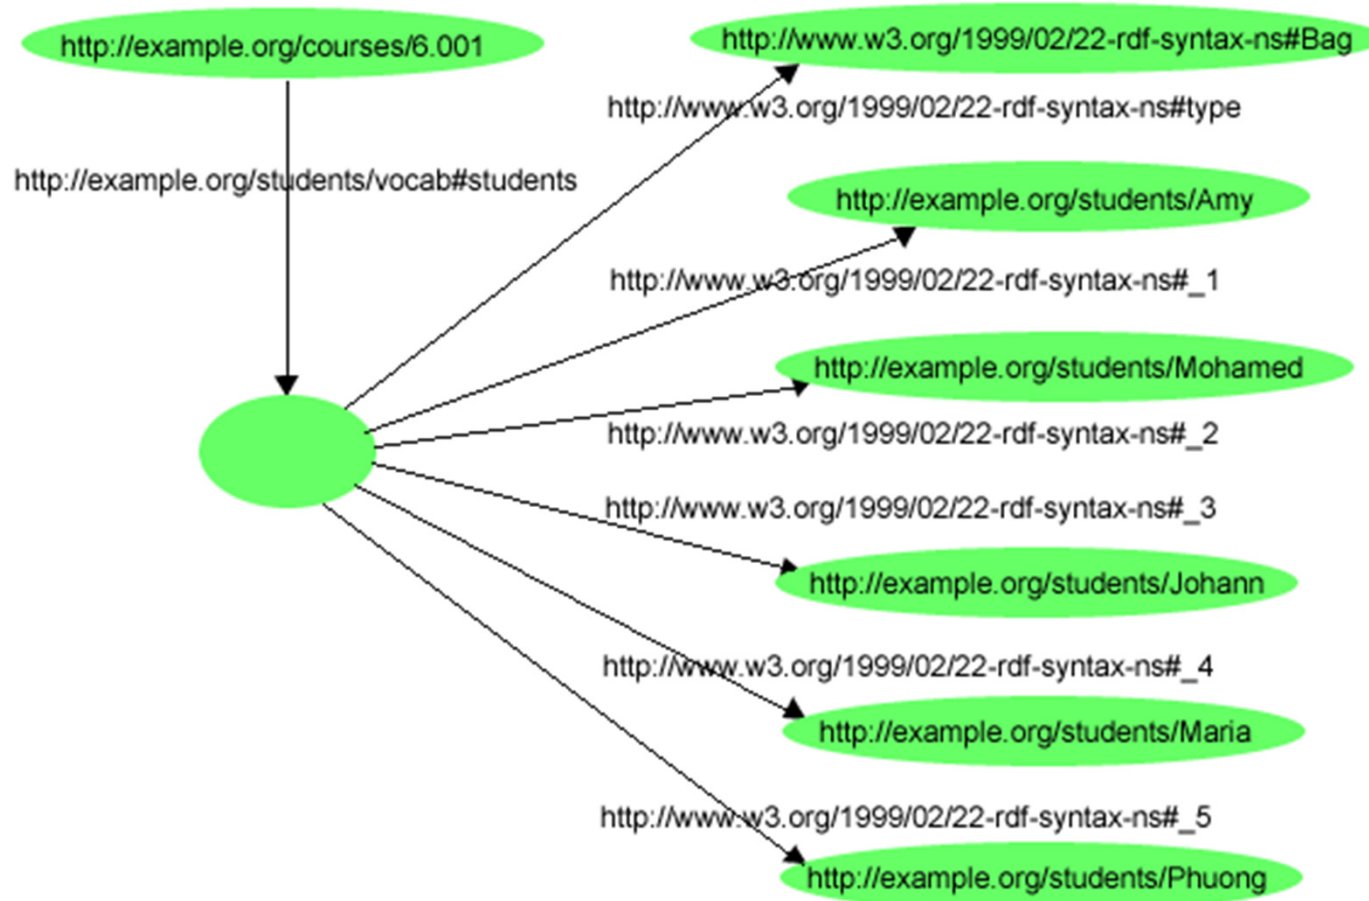 http://example.org/courses/6.001
http://www.w3.org/1999/02/22-rdf-syntax-ns#Bag
http://www.w3.org/1999/02/22-rdf-syntax-ns#type
http://example.org/students/vocab#students
http://example.org/students/Amy
http://www.w3.org/1999/02/22-rdf-syntax-ns#_1
http://example.org/students/Mohamed
http://www.w3.org/1999/02/22-rdf-syntax-ns#_2
http://www.w3.org/1999/02/22-rdf-syntax-ns#_3
http://example.org/students/Johann
http://www.w3.org/1999/02/22-rdf-syntax-ns#_4
http://example.org/students/Maria
http://www.w3.org/1999/02/22-rdf-syntax-ns#_5
http://example.org/students/Phuong